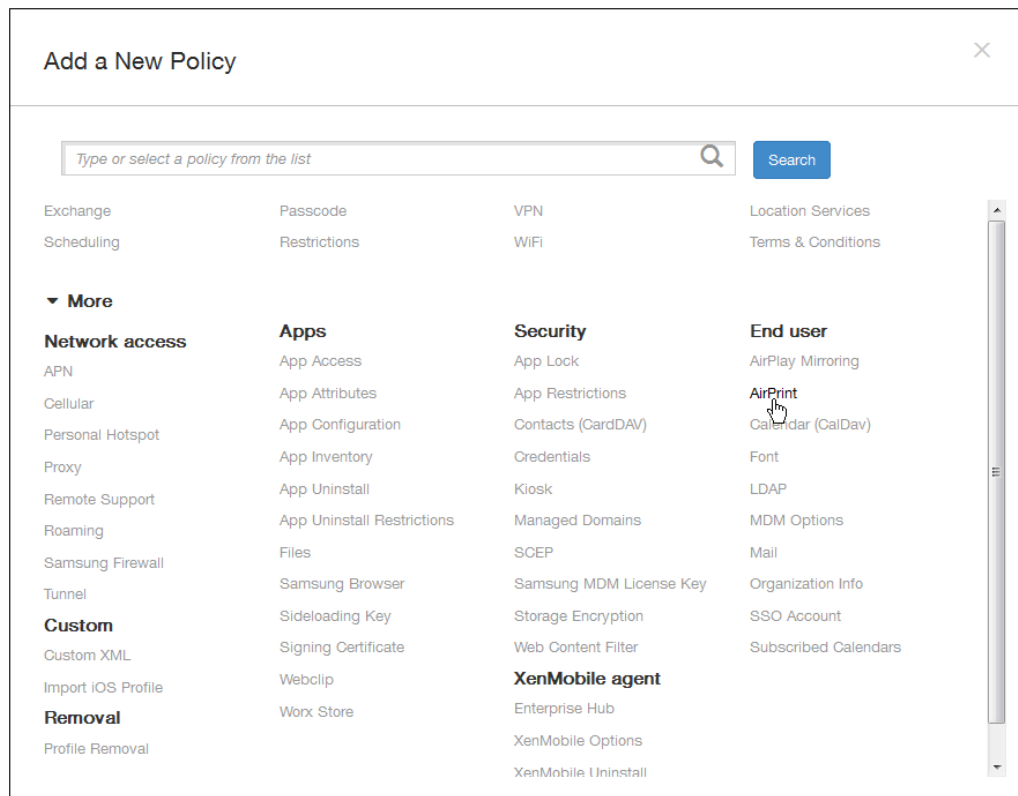 Add a New Policy
Type or select a policy from the list
Search
Exchange
Passcode
VPN
Location Services
Scheduling
Restrictions
WiFi
Terms & Conditions
More
Network access
APN
Cellular
Personal Hotspot
Proxy
Remote Support
Roaming
Samsung Firewall
Tunnel
Custom
Custom XML
Import iOS Profile
Removal
Profile Removal
Apps
App Access
App Attributes
App Configuration
App Inventory
App Uninstall
App Uninstall Restrictions
Files
Samsung Browser
Sideloading Key
Signing Certificate
Webclip
Worx Store
Security
App Lock
App Restrictions
Contacts (CardDAV)
Credentials
Kiosk
Managed Domains
SCEP
Samsung MDM License Key
Storage Encryption
Web Content Filter
XenMobile agent
Enterprise Hub
XenMobile Options
XenMobile Uninstall
End user
AirPlay Mirroring
AirPrint
Calendar (CalDav)
Font
LDAP
MDM Options
Mail
Organization Info
SSO Account
Subscribed Calendars